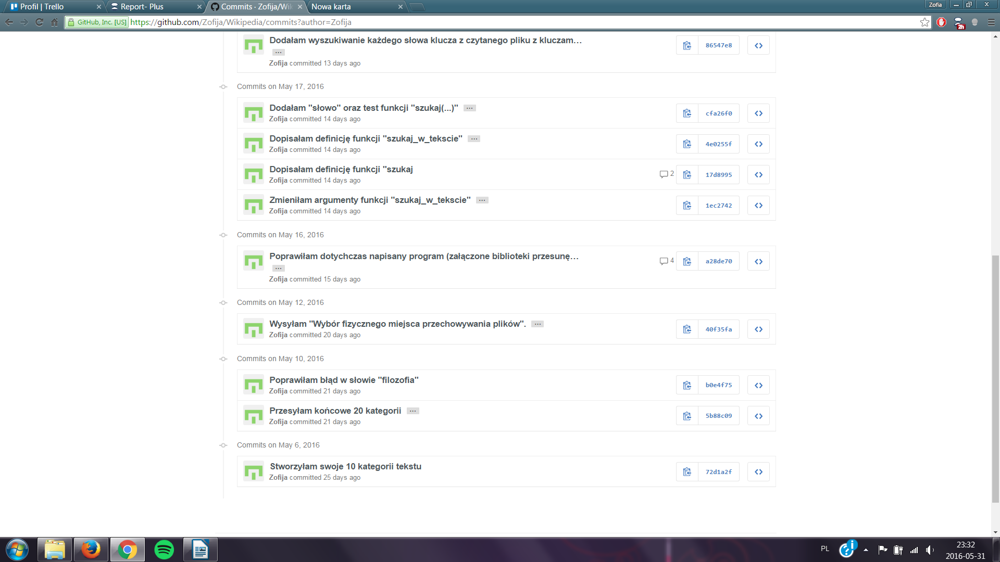 Profil | Trello
Report- Plus
Commits · Zofija/Wik
Nowa karta
Zofia
GitHub, Inc. [US]
https://github.com/Zofija/Wikipedia/commits?author=Zofija
2h
Dodałam wyszukiwanie każdego słowa klucza z czytanego pliku z kluczam…
…
86547e8
Zofija committed 13 days ago
Commits on May 17, 2016
Dodałam "słowo" oraz test funkcji "szukaj(...)" …
cfa26f0
Zofija committed 14 days ago
Dopisałam definicję funkcji "szukaj_w_tekscie" …
4e0255f
Zofija committed 14 days ago
Dopisałam definicję funkcji "szukaj
2
17d8995
Zofija committed 14 days ago
Zmieniłam argumenty funkcji "szukaj_w_tekscie" …
1ec2742
Zofija committed 14 days ago
Commits on May 16, 2016
Poprawiłam dotychczas napisany program (załączone biblioteki przesunę…
…
4
a28de70
Zofija committed 15 days ago
Commits on May 12, 2016
Wysyłam "Wybór fizycznego miejsca przechowywania plików". …
40f35fa
Zofija committed 20 days ago
Commits on May 10, 2016
Poprawiłam błąd w słowie "filozofia"
b0e4f75
Zofija committed 21 days ago
Przesyłam końcowe 20 kategorii …
5b88c09
Zofija committed 21 days ago
Commits on May 6, 2016
Stworzyłam swoje 10 kategorii tekstu
72d1a2f
Zofija committed 25 days ago
PL
23:32
2016-05-31